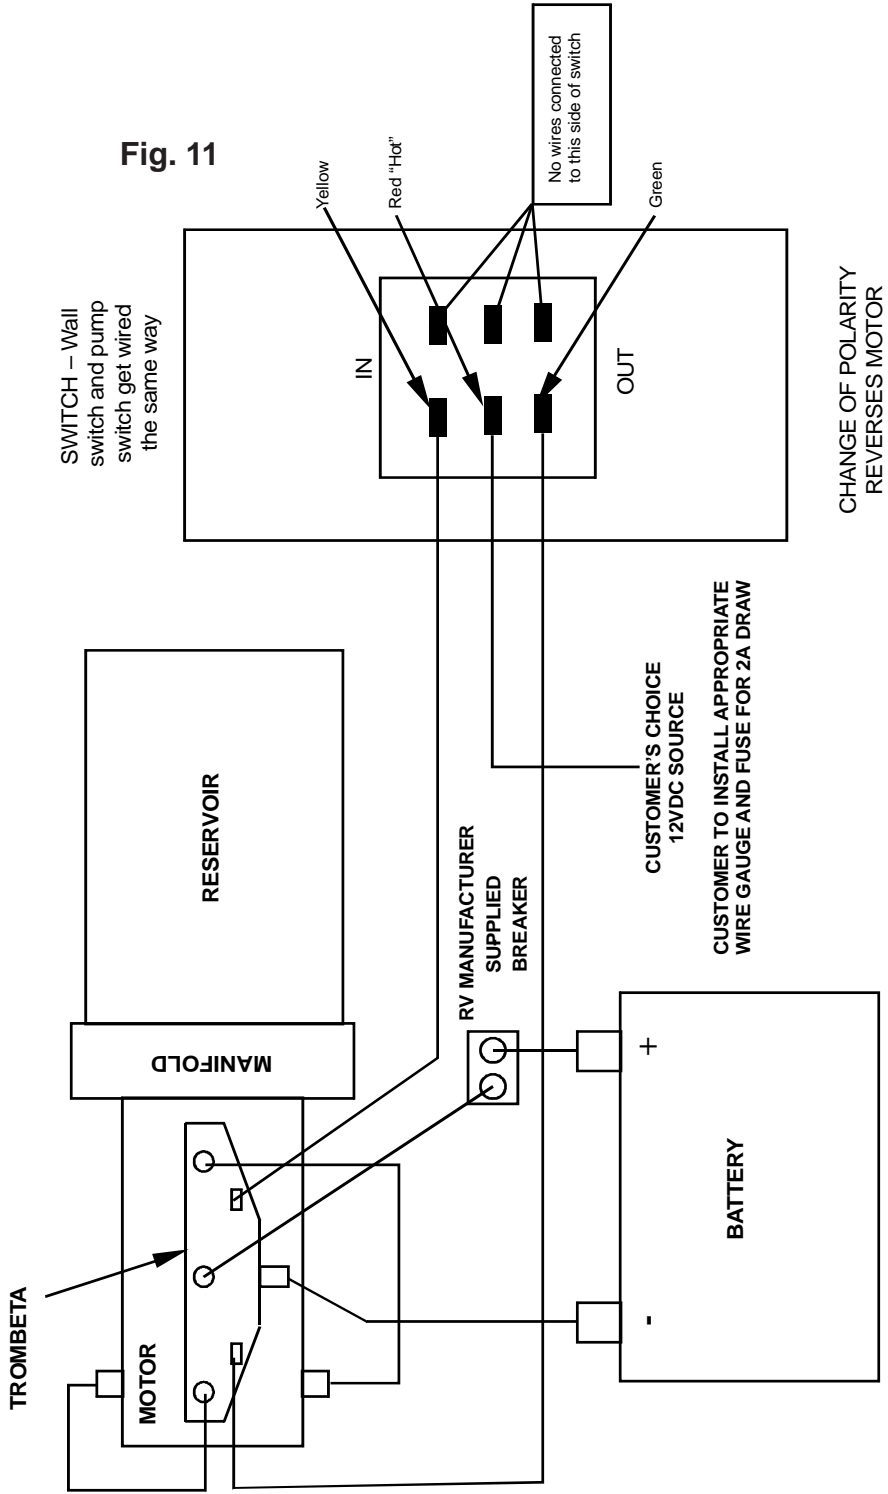 Fig. 11
SWITCH – Wall
switch and pump
switch get wired
the same way
Yellow
Red “Hot”
No wires connected
to this side of switch
Green
IN
OUT
CHANGE OF POLARITY
REVERSES MOTOR
RESERVOIR
MANIFOLD
TROMBETA
MOTOR
RV MANUFACTURER
SUPPLIED
BREAKER
CUSTOMER'S CHOICE
12VDC SOURCE
CUSTOMER TO INSTALL APPROPRIATE
WIRE GAUGE AND FUSE FOR 2A DRAW
+
BATTERY
-